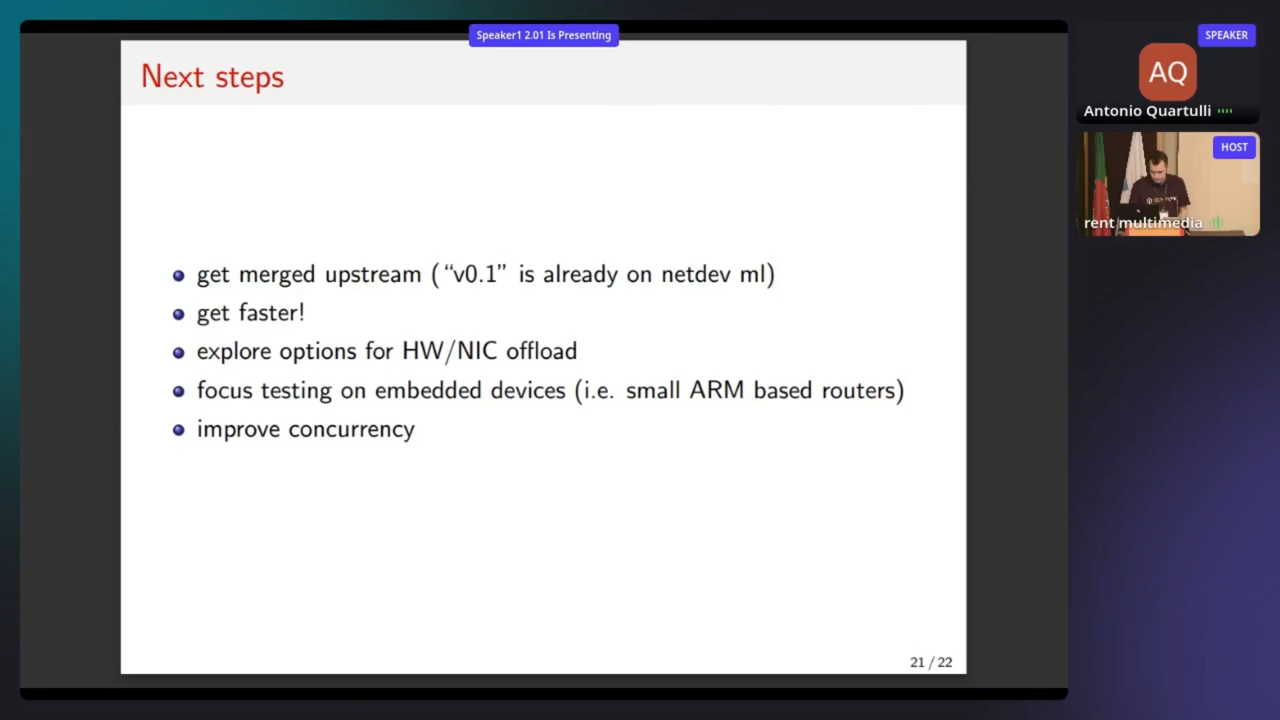 Speaker1 2.01 Is Presenting
Next steps
get merged upstream (“v0.1” is already on netdev ml)
get faster!
explore options for HW/NIC offload
focus testing on embedded devices (i.e. small ARM based routers)
improve concurrency
21 / 22
SPEAKER
AQ
Antonio Quartulli
HOST
rent multimedia